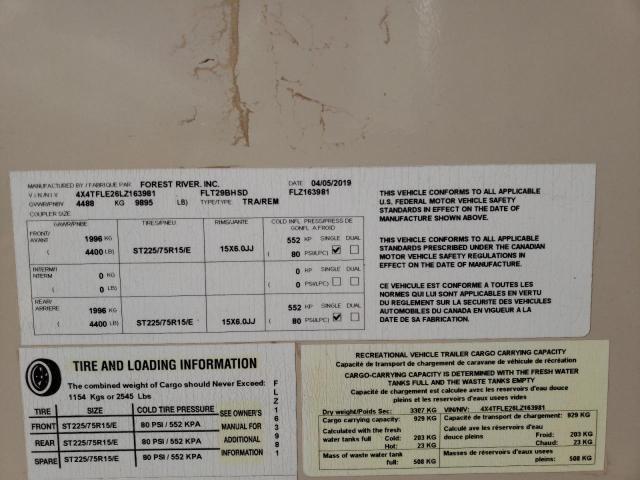 MANUFACTURED BY / FABRIQUE PAR FOREST RIVER, INC. DATE 04/05/2019
V I N / N I V 4X4TFLE26LZ163981 FLT29BHSD FLZ163981
GVWR/PNBV 4488 KG 9895 LB) TYPE/TYPE TRA/REM
COUPLER SIZE
GAWR/PNBE TIRES/PNEU RIMS/JANTE COLD INFL PRESS/PRESS DE
GONFL A FROID
FRONT/
AVANT 1996 KG ST225/75R15/E 15X6.0JJ 552 KP SINGLE DUAL
( 4400 LB) ( 80 PSI/LPC)
INTERM/I
NTERM 0 KG 0 KP SINGLE DUAL
( 0 LB) ( 0 PSI/LPC)
REAR/
ARRIERE 1996 KG 552 KP SINGLE DUAL
( 4400 LB) ST225/75R15/E 15X6.0JJ ( 80 PSI/LPC)
THIS VEHICLE CONFORMS TO ALL APPLICABLE
U.S. FEDERAL MOTOR VEHICLE SAFETY
STANDARDS IN EFFECT ON THE DATE OF
MANUFACTURE SHOWN ABOVE.
THIS VEHICLE CONFORMS TO ALL APPLICABLE
STANDARDS PRESCRIBED UNDER THE CANADIAN
MOTOR VEHICLE SAFETY REGULATIONS IN
EFFECT ON THE DATE OF MANUFACTURE.
CE VEHICULE EST CONFORME A TOUTES LES
NORMES QUI LUI SONT APPLICABLES EN VERTU
DU REGLEMENT SUR LA SECURITE DES VEHICULES
AUTOMOBILES DU CANADA EN VIGUEUR A LA
DATE DE SA FABRICATION.
TIRE AND LOADING INFORMATION
The combined weight of Cargo should Never Exceed:
1154 Kgs or 2545 Lbs
TIRE SIZE COLD TIRE PRESSURE
FRONT ST225/75R15/E 80 PSI / 552 KPA
REAR ST225/75R15/E 80 PSI / 552 KPA
SPARE ST225/75R15/E 80 PSI / 552 KPA
SEE OWNER'S
MANUAL FOR
ADDITIONAL
INFORMATION
FLZ163981
RECREATIONAL VEHICLE TRAILER CARGO CARRYING CAPACITY
Capacité de transport de chargement de caravane de véhicule de récréation
CARGO-CARRYING CAPACITY IS DETERMINED WITH THE FRESH WATER
TANKS FULL AND THE WASTE TANKS EMPTY
Capacité de chargement est calculée avec les réservoirs d'eau douce
pleins et les reservoirs d'eaux usees vides
Dry weight/Poids Sec: 3387 KG VIN/NIV: 4X4TFLE26LZ163981
Cargo carrying capacity: 929 KG Capacite de transport de chargement: 929 KG
Calculated with the fresh Calculé ave les réservoirs d'eau
water tanks full: Cold: 203 KG douce pleins Froid: 203 KG
Hot: 23 KG Chaud: 23 KG
Mass of waste water tank Masses de réservoirs d'eaux usees
full: 508 KG pleins: 508 KG